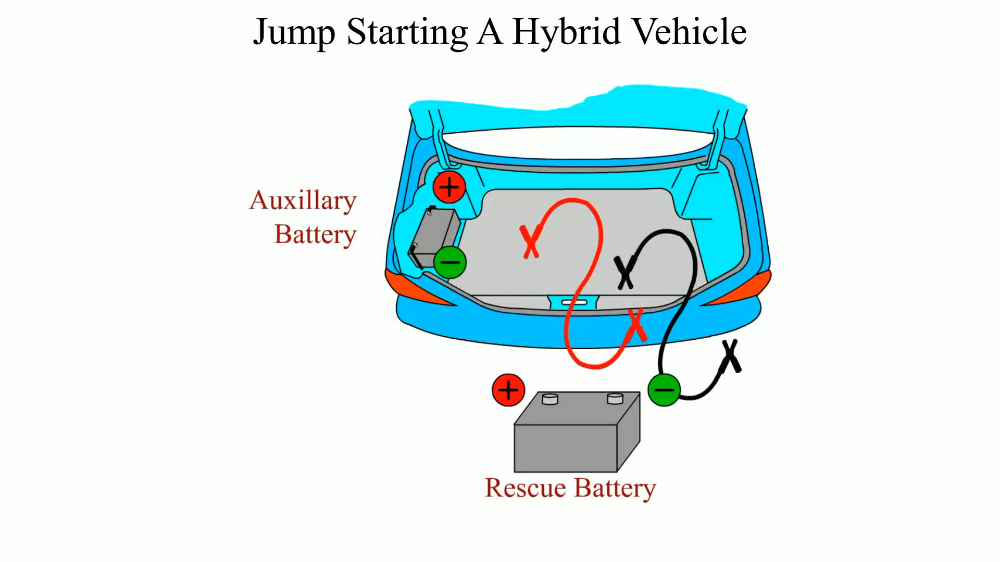 Jump Starting A Hybrid Vehicle
+
Auxillary
Battery
−
+
−
Rescue Battery